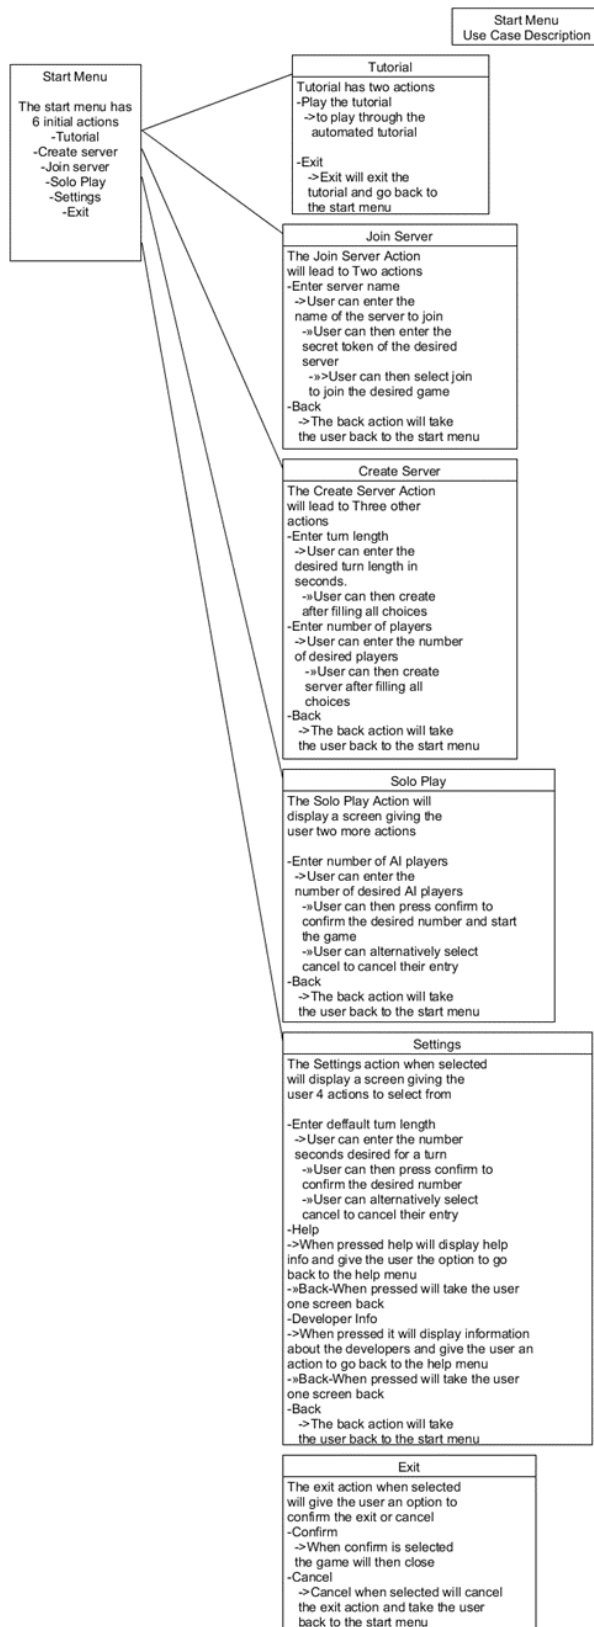 Start Menu
Use Case Description
Start Menu
The start menu has
6 initial actions
-Tutorial
-Create server
-Join server
-Solo Play
-Settings
-Exit
Tutorial
Tutorial has two actions
-Play the tutorial
->to play through the
automated tutorial
-Exit
->Exit will exit the
tutorial and go back to
the start menu
Join Server
The Join Server Action
will lead to Two actions
-Enter server name
->User can enter the
name of the server to join
-»User can then enter the
secret token of the desired
server
-»>User can then select join
to join the desired game
-Back
->The back action will take
the user back to the start menu
Create Server
The Create Server Action
will lead to Three other
actions
-Enter turn length
->User can enter the
desired turn length in
seconds.
-»User can then create
after filling all choices
-Enter number of players
->User can enter the number
of desired players
-»User can then create
server after filling all
choices
-Back
->The back action will take
the user back to the start menu
Solo Play
The Solo Play Action will
display a screen giving the
user two more actions
-Enter number of AI players
->User can enter the
number of desired AI players
-»User can then press confirm to
confirm the desired number and start
the game
-»User can alternatively select
cancel to cancel their entry
-Back
->The back action will take
the user back to the start menu
Settings
The Settings action when selected
will display a screen giving the
user 4 actions to select from
-Enter deffault turn length
->User can enter the number
seconds desired for a turn
-»User can then press confirm to
confirm the desired number
-»User can alternatively select
cancel to cancel their entry
-Help
->When pressed help will display help
info and give the user the option to go
back to the help menu
-»Back-When pressed will take the user
one screen back
-Developer Info
->When pressed it will display information
about the developers and give the user an
action to go back to the help menu
-»Back-When pressed will take the user
one screen back
-Back
->The back action will take
the user back to the start menu
Exit
The exit action when selected
will give the user an option to
confirm the exit or cancel
-Confirm
->When confirm is selected
the game will then close
-Cancel
->Cancel when selected will cancel
the exit action and take the user
back to the start menu